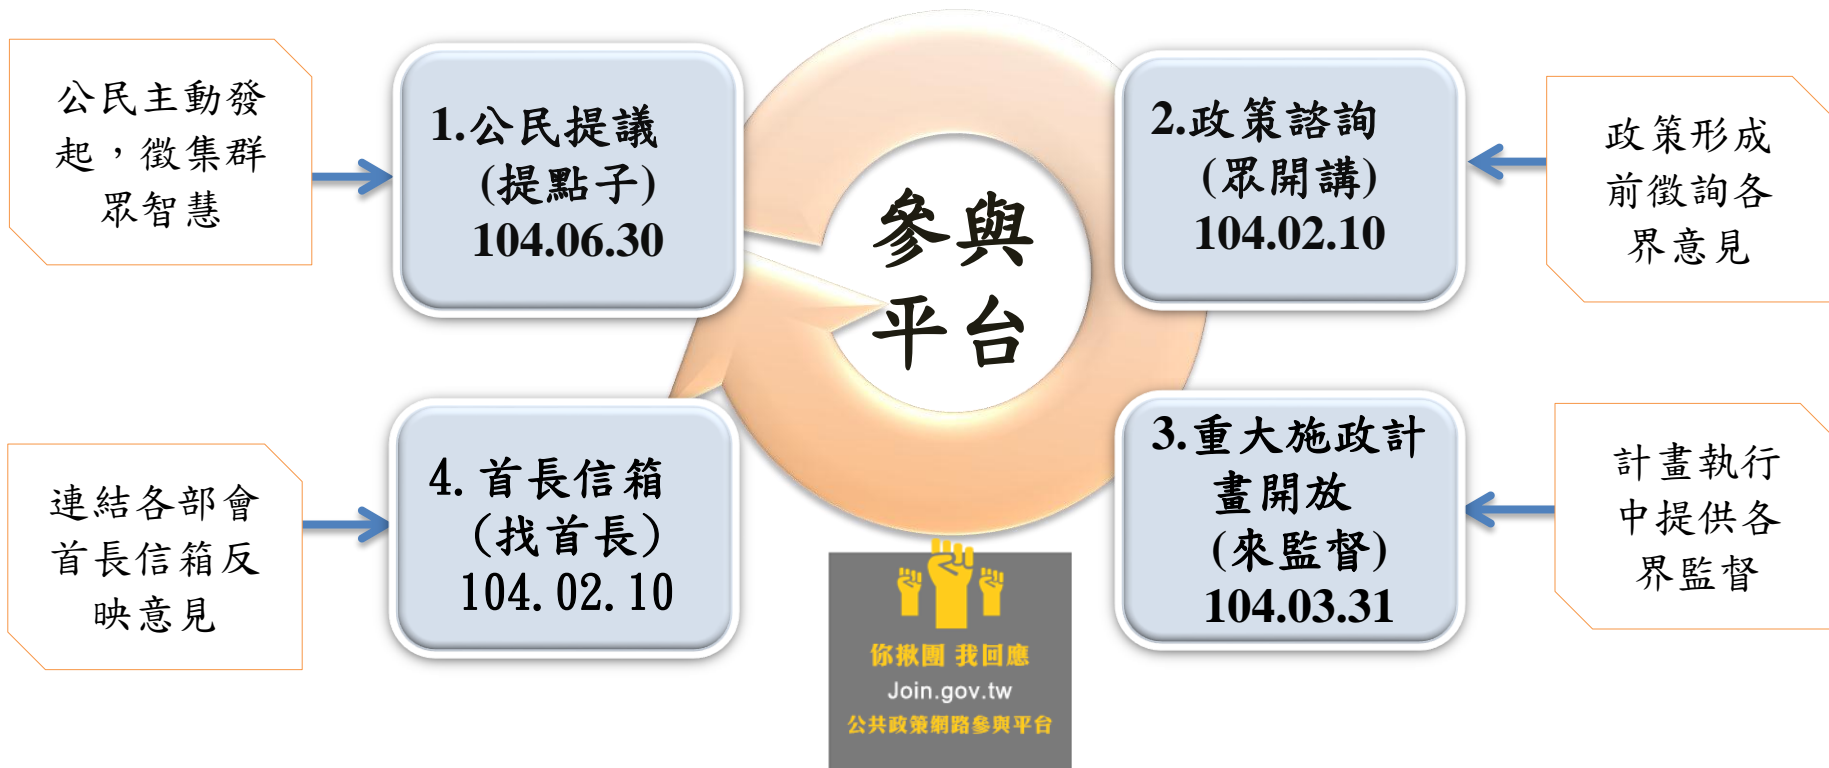 公民主動發
起，徵集群
眾智慧
1.公民提議
(提點子)
104.06.30
參與
平台
2.政策諮詢
(眾開講)
104.02.10
政策形成
前徵詢各
界意見
連結各部會
首長信箱反
映意見
4.首長信箱
(找首長)
104.02.10
3.重大施政計
畫開放
(來監督)
104.03.31
計畫執行
中提供各
界監督
你揪團 我回應
Join.gov.tw
公共政策網路參與平台